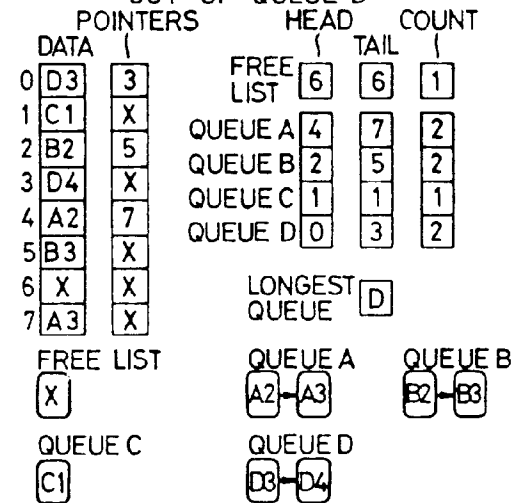 POINTERS HEAD COUNT
DATA TAIL
0 D3 3 FREE LIST 6 6 1
1 C1 X
2 B2 5 QUEUE A 4 7 2
3 D4 X QUEUE B 2 5 2
4 A2 7 QUEUE C 1 1 1
5 B3 X QUEUE D 0 3 2
6 X X LONGEST QUEUE D
7 A3 X
FREE LIST QUEUE A QUEUE B
X A2 A3 B2 B3
QUEUE C QUEUE D
C1 D3 D4